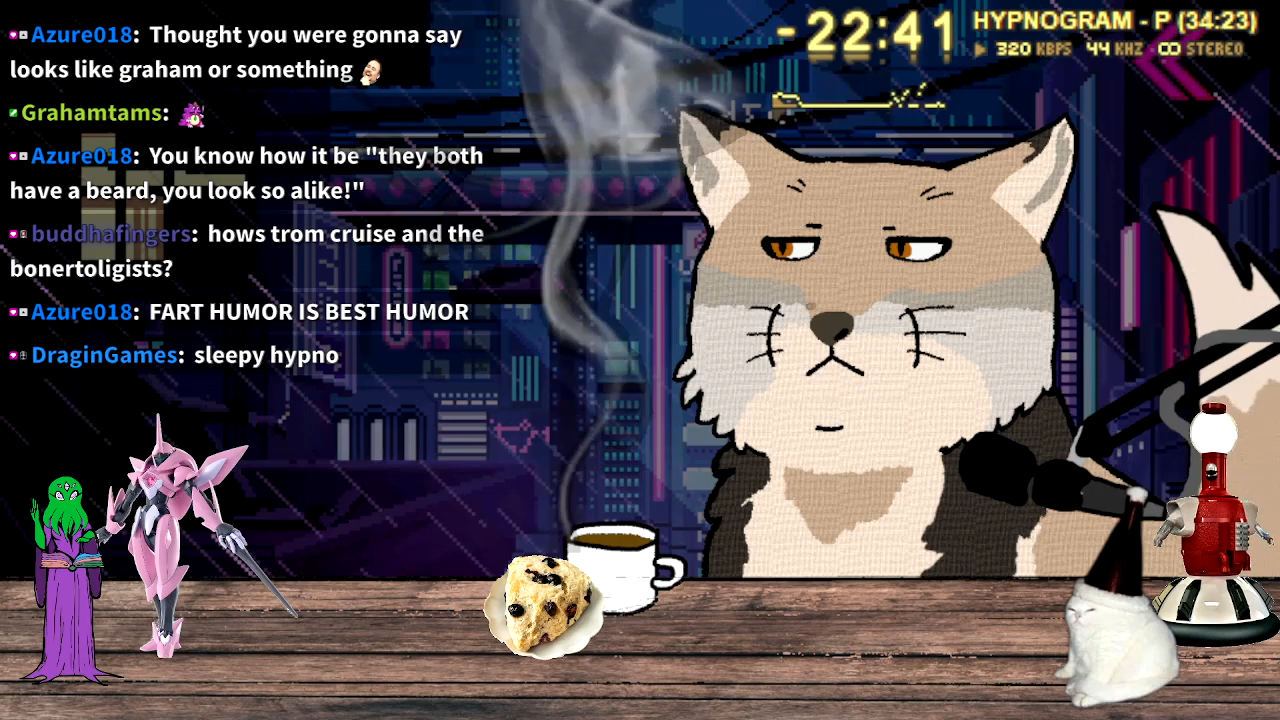 Azure018: Thought you were gonna say
looks like graham or something
Grahamtams:
Azure018: You know how it be "they both
have a beard, you look so alike!"
buddhafingers: hows trom cruise and the
bonertoligists?
Azure018: FART HUMOR IS BEST HUMOR
DraginGames: sleepy hypno
-22:41
HYPNOGRAM - P (34:23)
320 KBPS 44 KHZ STEREO